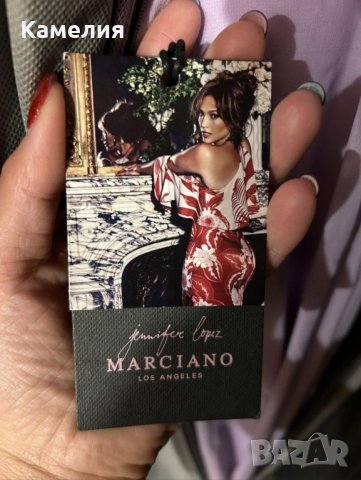 Камелия
jennifer lopez
MARCIANO
LOS ANGELES
BAZAR